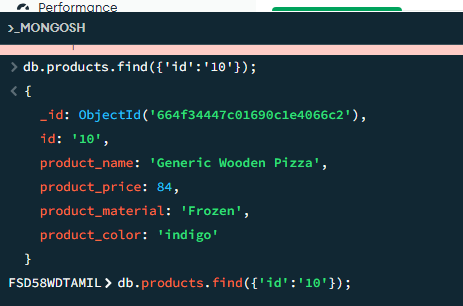 Performance
>_MONGOSH
> db.products.find({'id':'10'});
< {
_id: ObjectId('664f34447c01690c1e4066c2'),
id: '10',
product_name: 'Generic Wooden Pizza',
product_price: 84,
product_material: 'Frozen',
product_color: 'indigo'
}
FSD58WDTAMIL> db.products.find({'id':'10'});